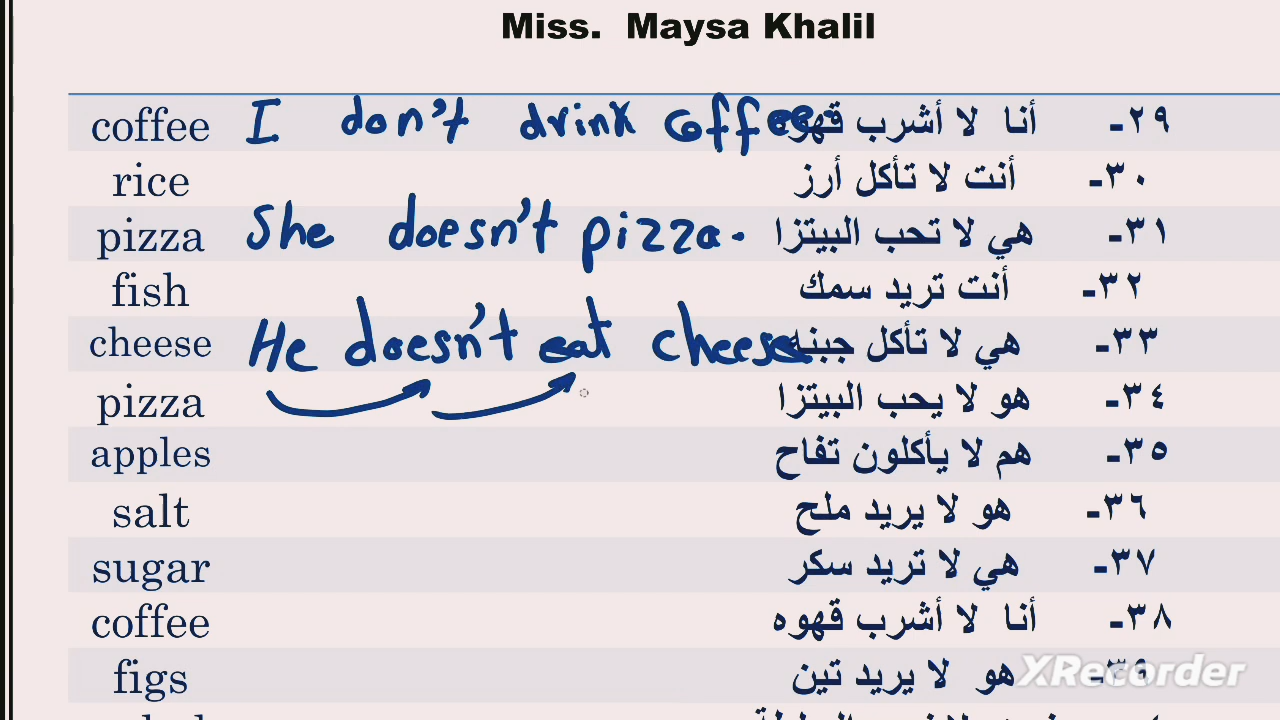 Miss. Maysa Khalil
coffee I don't drink coffee. أنا لا أشرب قهوه -٢٩
rice أنت لا تأكل أرز -٣٠
pizza She doesn't pizza. هي لا تحب البيتزا -٣١
fish أنت تريد سمك -٣٢
cheese He doesn't eat cheese هي لا تأكل جبنه -٣٣
pizza هو لا يحب البيتزا -٣٤
apples هم لا يأكلون تفاح -٣٥
salt هو لا يريد ملح -٣٦
sugar هي لا تريد سكر -٣٧
coffee أنا لا أشرب قهوه -٣٨
figs هو لا يريد تين -٣٩
XRecorder